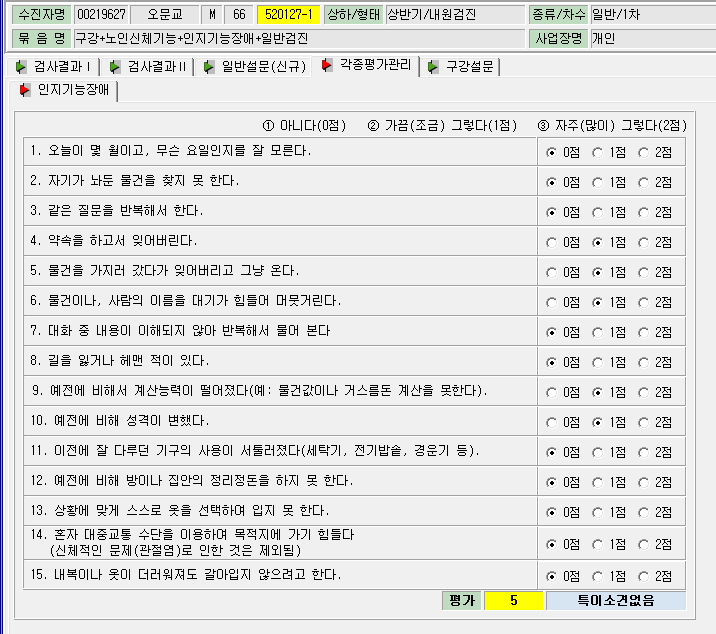 수진자명 00219627 오문교 M 66 520127-1 상하/형태 상반기/내원검진 종류/차수 일반/1차
묶 음 명 구강+노인신체기능+인지기능장애+일반검진 사업장명 개인
검사결과Ⅰ 검사결과Ⅱ 일반설문(신규) 각종평가관리 구강설문
인지기능장애
① 아니다(0점) ② 가끔(조금) 그렇다(1점) ③ 자주(많이) 그렇다(2점)
1. 오늘이 몇 월이고, 무슨 요일인지를 잘 모른다. 0점 1점 2점
2. 자기가 놔둔 물건을 찾지 못 한다. 0점 1점 2점
3. 같은 질문을 반복해서 한다. 0점 1점 2점
4. 약속을 하고서 잊어버린다. 0점 1점 2점
5. 물건을 가지러 갔다가 잊어버리고 그냥 온다. 0점 1점 2점
6. 물건이나, 사람의 이름을 대기가 힘들어 머뭇거린다. 0점 1점 2점
7. 대화 중 내용이 이해되지 않아 반복해서 물어 본다 0점 1점 2점
8. 길을 잃거나 헤맨 적이 있다. 0점 1점 2점
9. 예전에 비해서 계산능력이 떨어졌다(예: 물건값이나 거스름돈 계산을 못한다). 0점 1점 2점
10. 예전에 비해 성격이 변했다. 0점 1점 2점
11. 이전에 잘 다루던 기구의 사용이 서툴러졌다(세탁기, 전기밥솥, 경운기 등). 0점 1점 2점
12. 예전에 비해 방이나 집안의 정리정돈을 하지 못 한다. 0점 1점 2점
13. 상황에 맞게 스스로 옷을 선택하여 입지 못 한다. 0점 1점 2점
14. 혼자 대중교통 수단을 이용하여 목적지에 가기 힘들다
(신체적인 문제(관절염)로 인한 것은 제외됨) 0점 1점 2점
15. 내복이나 옷이 더러워져도 갈아입지 않으려고 한다. 0점 1점 2점
평가 5 특이소견없음